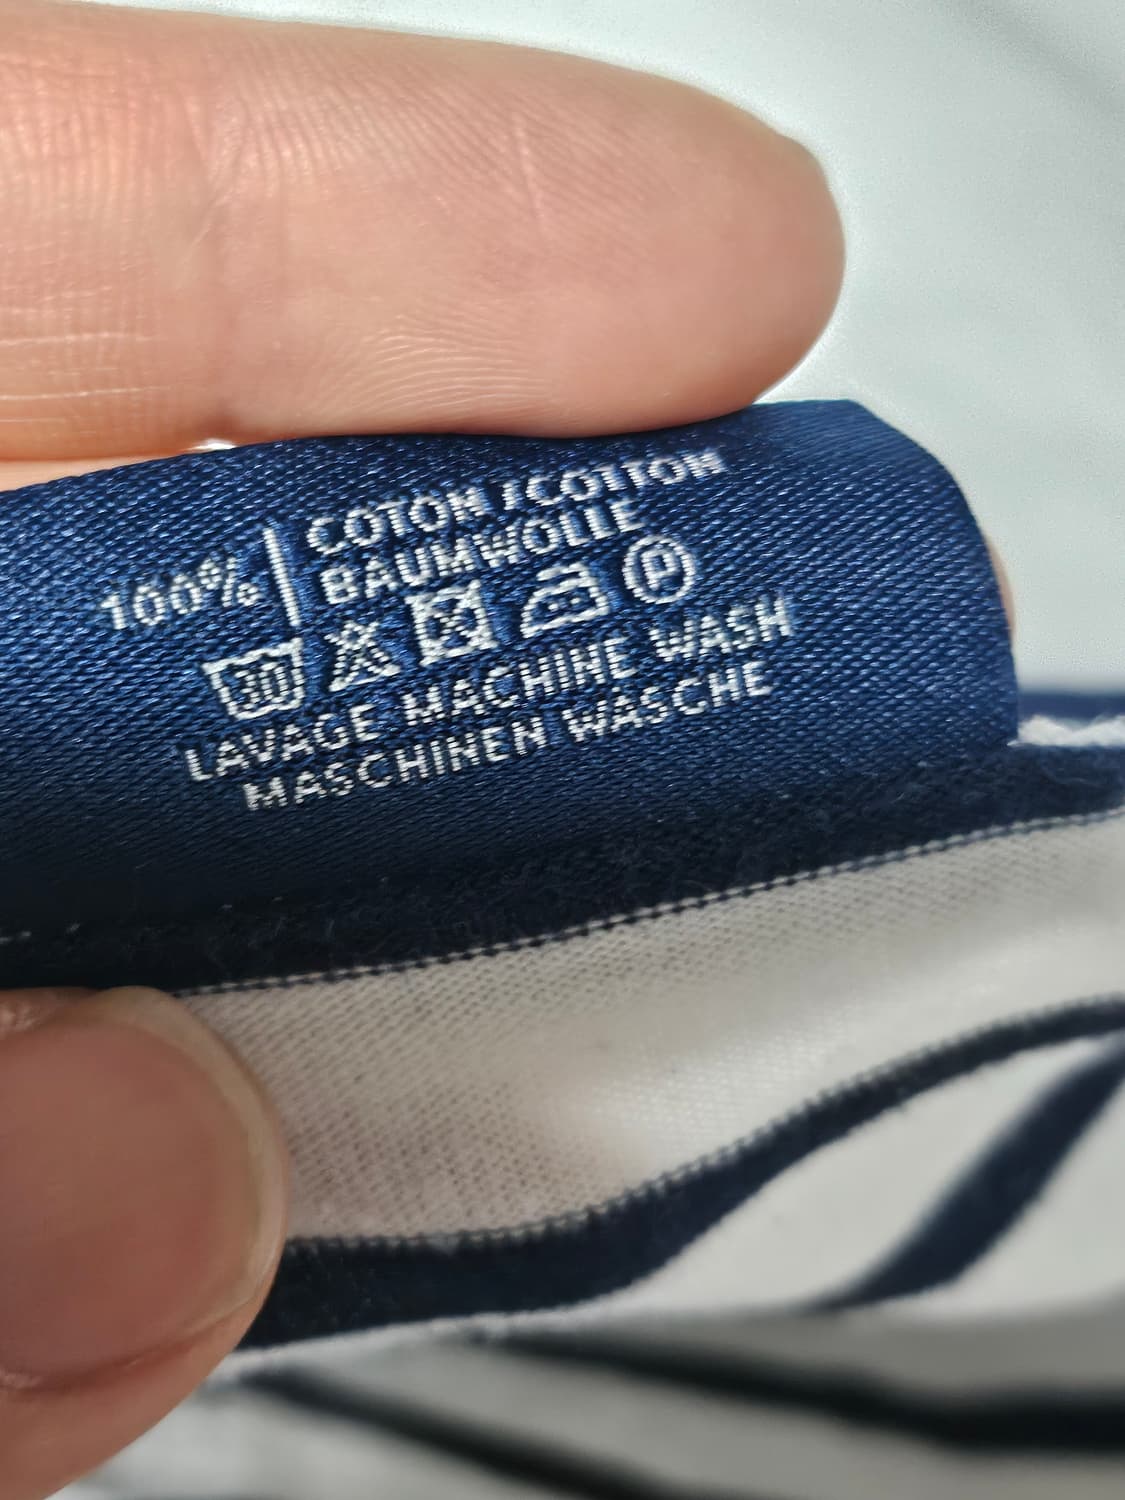 100% COTON / COTTON
BAUMWOLLE
30 P
LAVAGE MACHINE WASH
MASCHINEN WASCHE